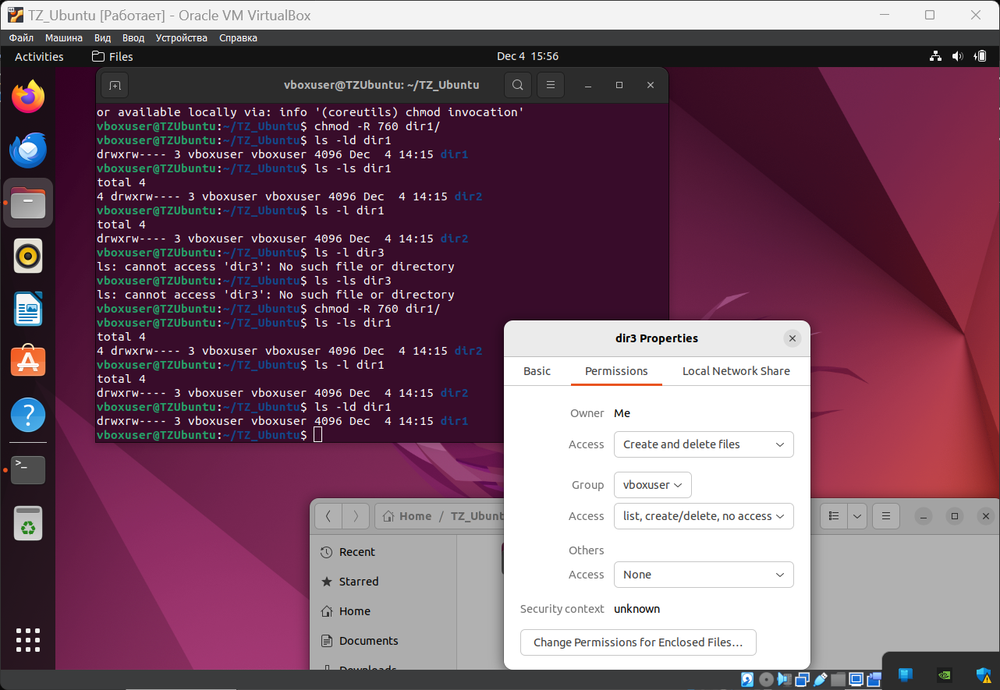 TZ_Ubuntu [Работает] - Oracle VM VirtualBox
Файл Машина Вид Ввод Устройства Справка
Activities Files Dec 4 15:56
vboxuser@TZUbuntu: ~/TZ_Ubuntu
or available locally via: info '(coreutils) chmod invocation'
vboxuser@TZUbuntu:~/TZ_Ubuntu$ chmod -R 760 dir1/
vboxuser@TZUbuntu:~/TZ_Ubuntu$ ls -ld dir1
drwxrw---- 3 vboxuser vboxuser 4096 Dec  4 14:15 dir1
vboxuser@TZUbuntu:~/TZ_Ubuntu$ ls -ls dir1
total 4
4 drwxrw---- 3 vboxuser vboxuser 4096 Dec  4 14:15 dir2
vboxuser@TZUbuntu:~/TZ_Ubuntu$ ls -l dir1
total 4
drwxrw---- 3 vboxuser vboxuser 4096 Dec  4 14:15 dir2
vboxuser@TZUbuntu:~/TZ_Ubuntu$ ls -l dir3
ls: cannot access 'dir3': No such file or directory
vboxuser@TZUbuntu:~/TZ_Ubuntu$ ls -ls dir3
ls: cannot access 'dir3': No such file or directory
vboxuser@TZUbuntu:~/TZ_Ubuntu$ chmod -R 760 dir1/
vboxuser@TZUbuntu:~/TZ_Ubuntu$ ls -ls dir1
total 4
4 drwxrw---- 3 vboxuser vboxuser 4096 Dec  4 14:15 dir2
vboxuser@TZUbuntu:~/TZ_Ubuntu$ ls -l dir1
total 4
drwxrw---- 3 vboxuser vboxuser 4096 Dec  4 14:15 dir2
vboxuser@TZUbuntu:~/TZ_Ubuntu$ ls -ld dir1
drwxrw---- 3 vboxuser vboxuser 4096 Dec  4 14:15 dir1
vboxuser@TZUbuntu:~/TZ_Ubuntu$
dir3 Properties
Basic Permissions Local Network Share
Owner Me
Access Create and delete files
Group vboxuser
Access list, create/delete, no access
Others
Access None
Security context unknown
Change Permissions for Enclosed Files…
Home / TZ_Ubunt
Recent
Starred
Home
Documents
Downloads